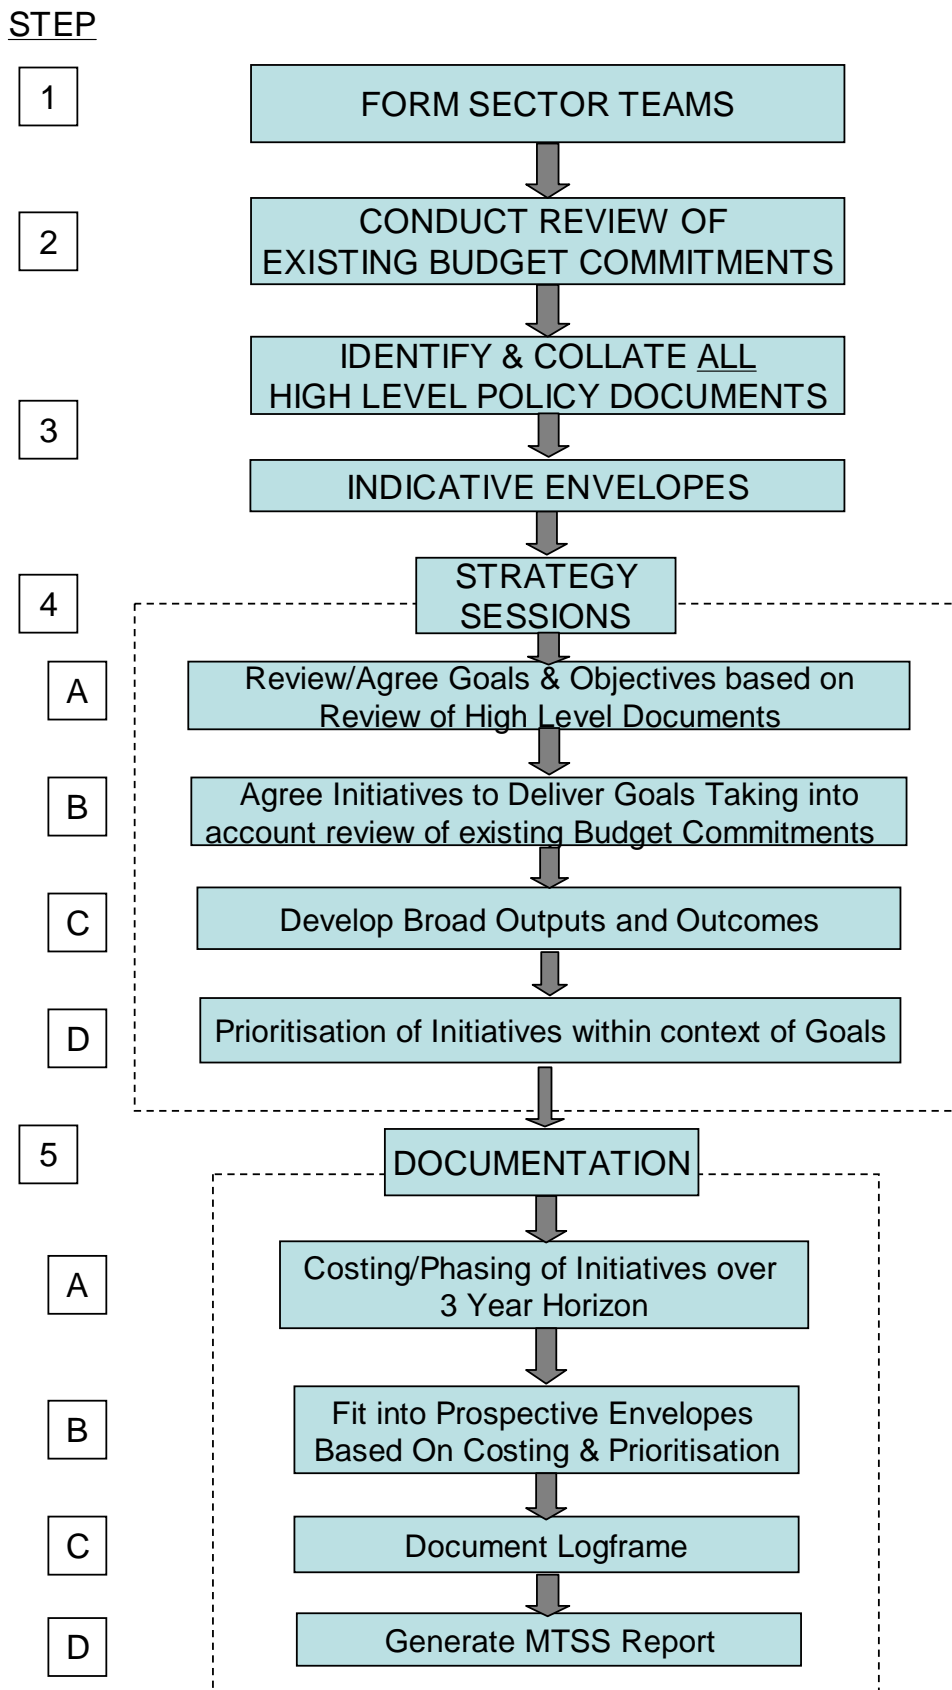 STEP
1
FORM SECTOR TEAMS
2
CONDUCT REVIEW OF
EXISTING BUDGET COMMITMENTS
IDENTIFY & COLLATE ALL
HIGH LEVEL POLICY DOCUMENTS
3
INDICATIVE ENVELOPES
4
STRATEGY
SESSIONS
A
Review/Agree Goals & Objectives based on
Review of High Level Documents
B
Agree Initiatives to Deliver Goals Taking into
account review of existing Budget Commitments
C
Develop Broad Outputs and Outcomes
D
Prioritisation of Initiatives within context of Goals
5
DOCUMENTATION
A
Costing/Phasing of Initiatives over
3 Year Horizon
B
Fit into Prospective Envelopes
Based On Costing & Prioritisation
C
Document Logframe
D
Generate MTSS Report